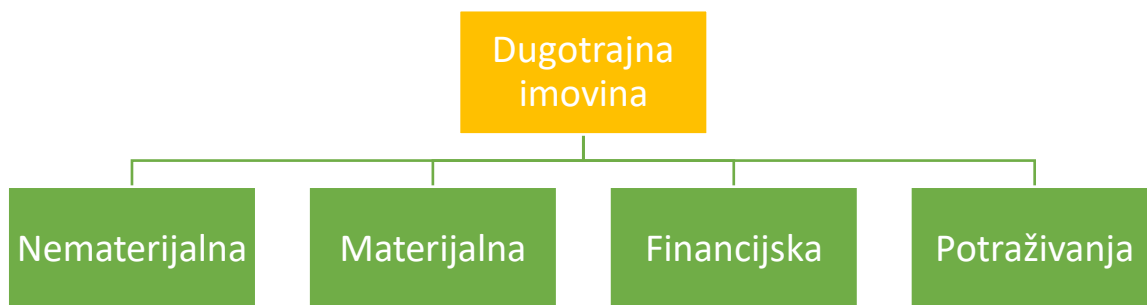 Dugotrajna
imovina
Nematerijalna
Materijalna
Financijska
Potraživanja